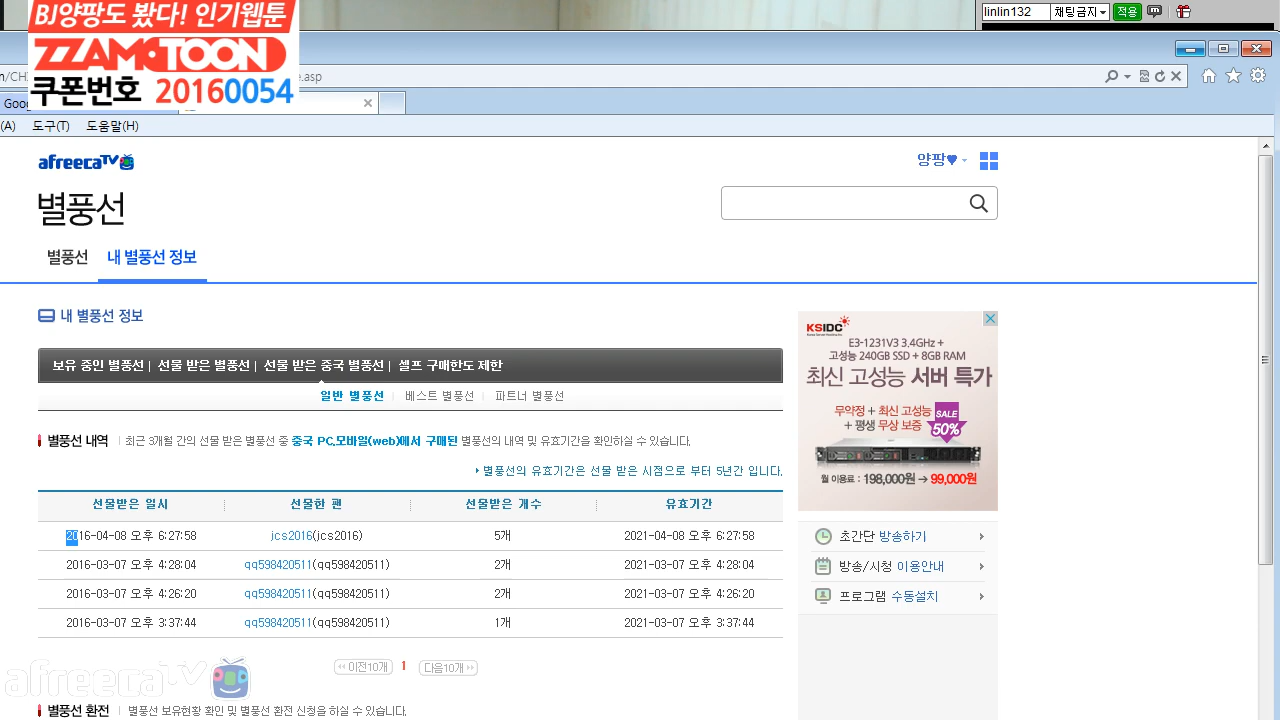 BJ양팡도 봤다! 인기웹툰
ZZAM•TOON
쿠폰번호 20160054
linlin132 채팅금지 적용
n/CH
e.asp
Goo
(A) 도구(T) 도움말(H)
afreecaTV
양팡♥
별풍선
별풍선 내 별풍선 정보
내 별풍선 정보
보유 중인 별풍선 | 선물 받은 별풍선 | 선물 받은 중국 별풍선 | 셀프 구매한도 제한
일반 별풍선 | 베스트 별풍선 | 파트너 별풍선
별풍선 내역 | 최근 3개월 간의 선물 받은 별풍선 중 중국 PC,모바일(web)에서 구매된 별풍선의 내역 및 유효기간을 확인하실 수 있습니다.
별풍선의 유효기간은 선물 받은 시점으로 부터 5년간 입니다.
선물받은 일시 선물한 팬 선물받은 개수 유효기간
2016-04-08 오후 6:27:58 jcs2016(jcs2016) 5개 2021-04-08 오후 6:27:58
2016-03-07 오후 4:28:04 qq598420511(qq598420511) 2개 2021-03-07 오후 4:28:04
2016-03-07 오후 4:26:20 qq598420511(qq598420511) 2개 2021-03-07 오후 4:26:20
2016-03-07 오후 3:37:44 qq598420511(qq598420511) 1개 2021-03-07 오후 3:37:44
이전10개 1 다음10개
별풍선 환전 | 별풍선 보유현황 확인 및 별풍선 환전 신청을 하실 수 있습니다.
afreecaTV
KSIDC
E3-1231V3 3.4GHz +
고성능 240GB SSD + 8GB RAM
최신 고성능 서버 특가
무약정 + 최신 고성능
+ 평생 무상 보증
SALE
50%
월 이용료 : 198,000원 → 99,000원
초간단 방송하기
방송/시청 이용안내
프로그램 수동설치